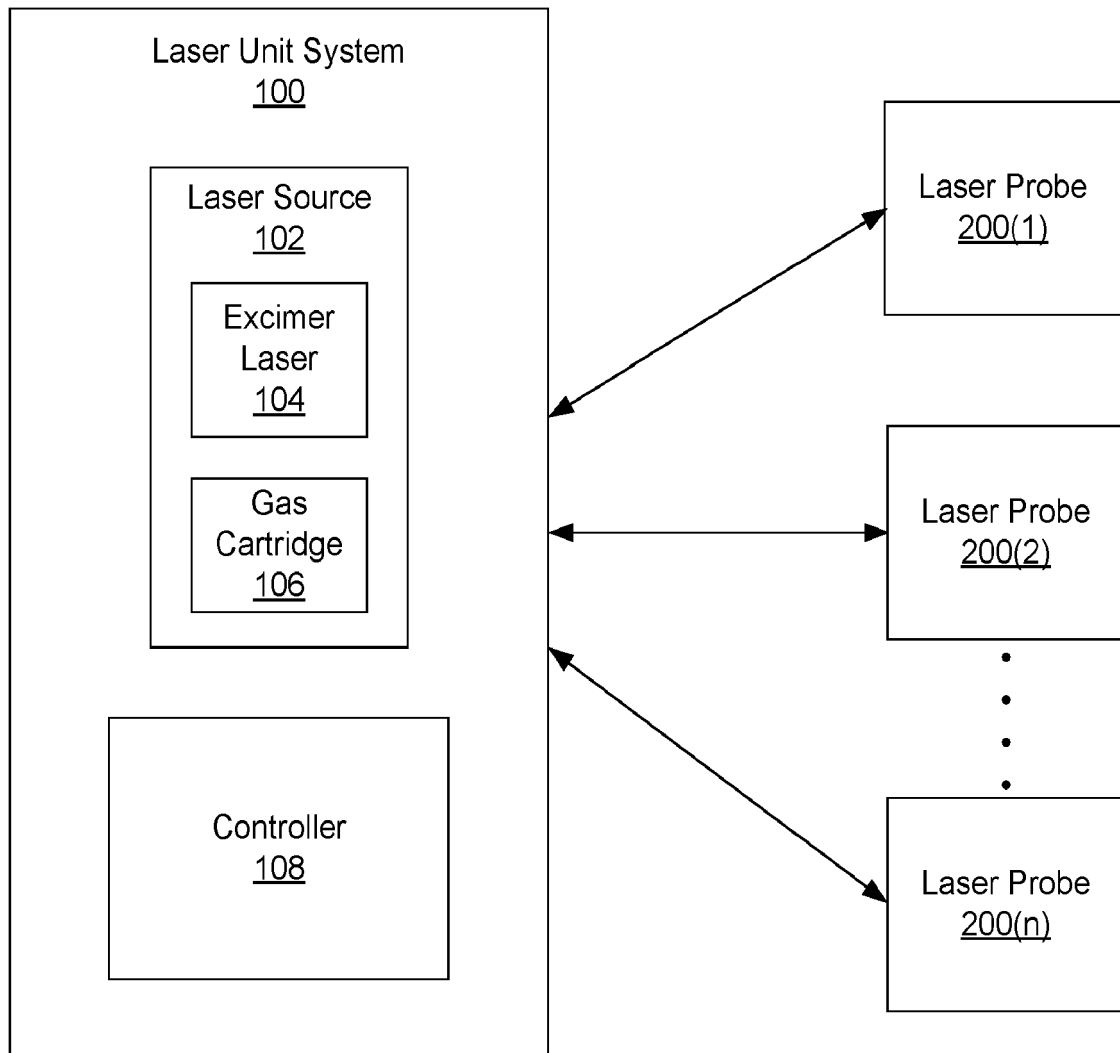 Laser Unit System
100
Laser Source
102
Excimer
Laser
104
Gas
Cartridge
106
Controller
108
Laser Probe
200(1)
Laser Probe
200(2)
Laser Probe
200(n)